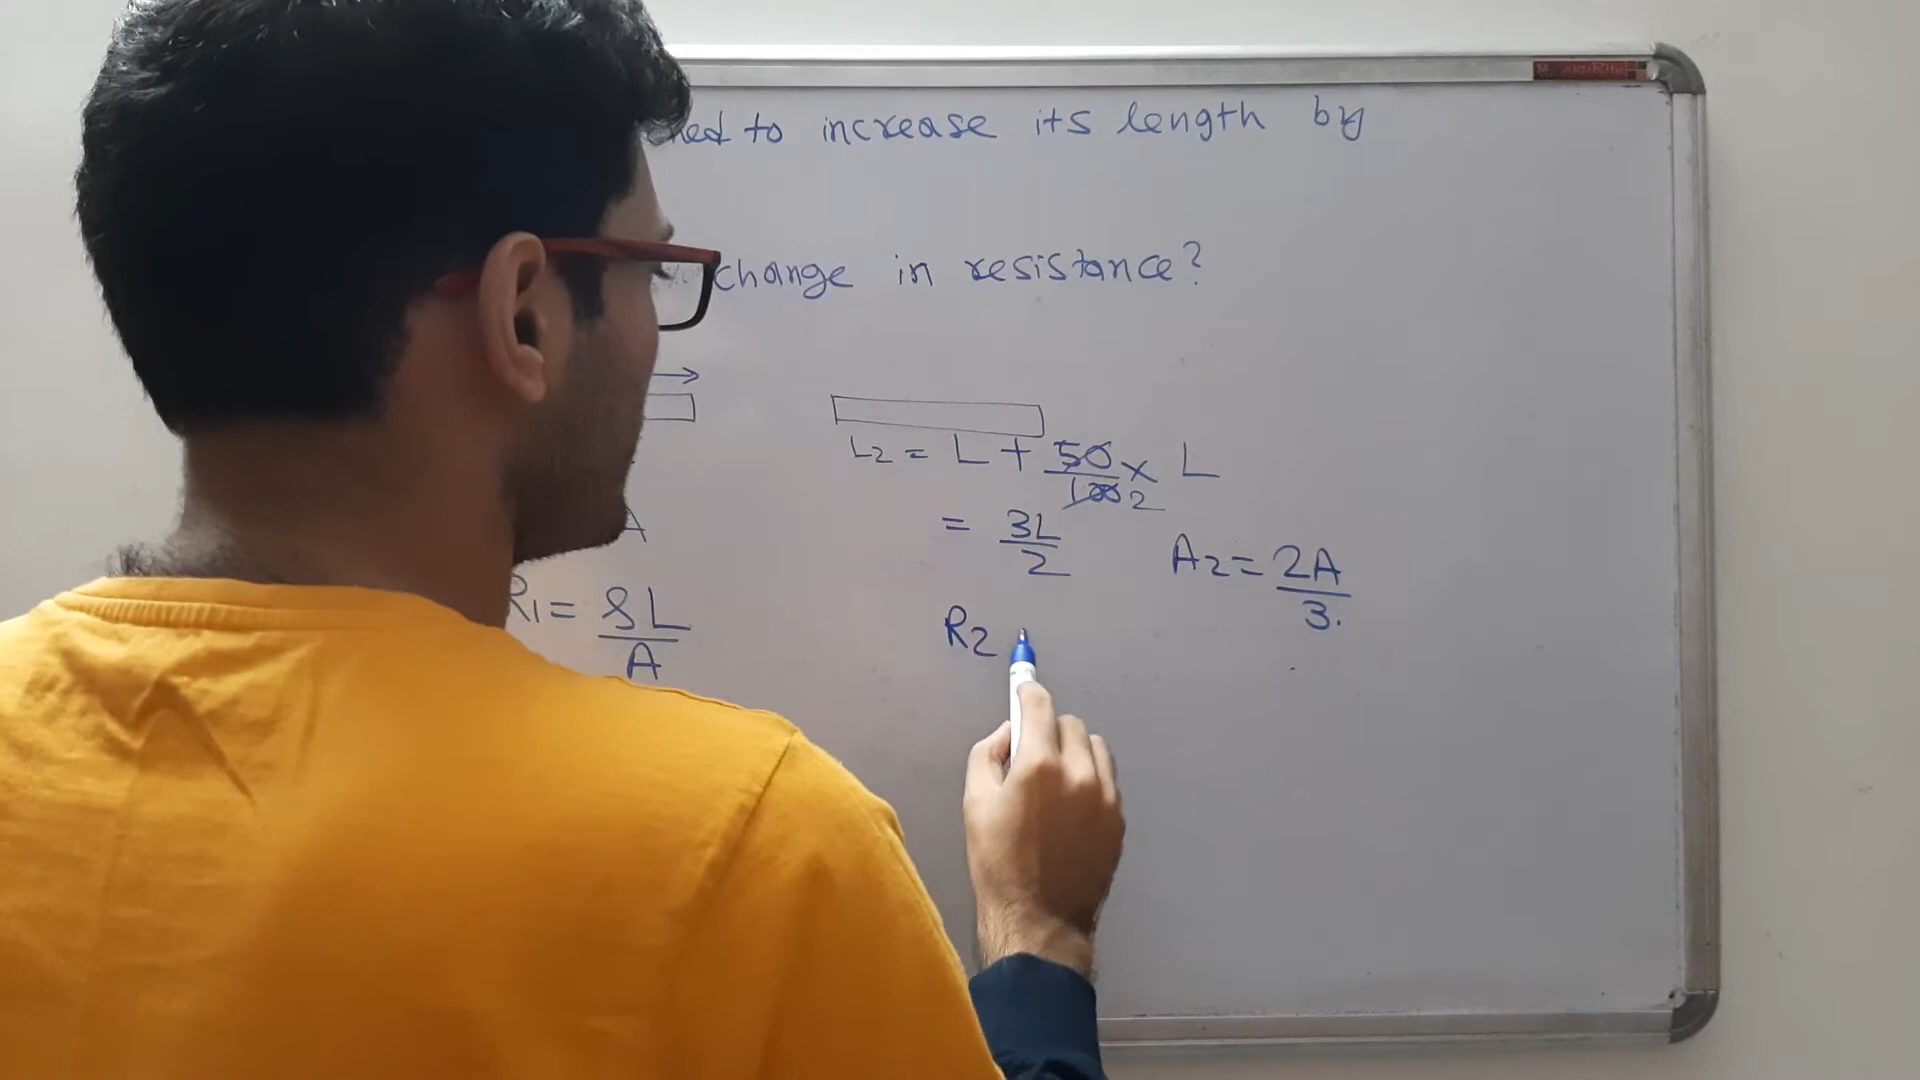 to increase its length by
change in resistance?
L2 = L + 50/100 2 × L
= 3L/2
A2 = 2A/3.
A
R1 = ρL/A
R2